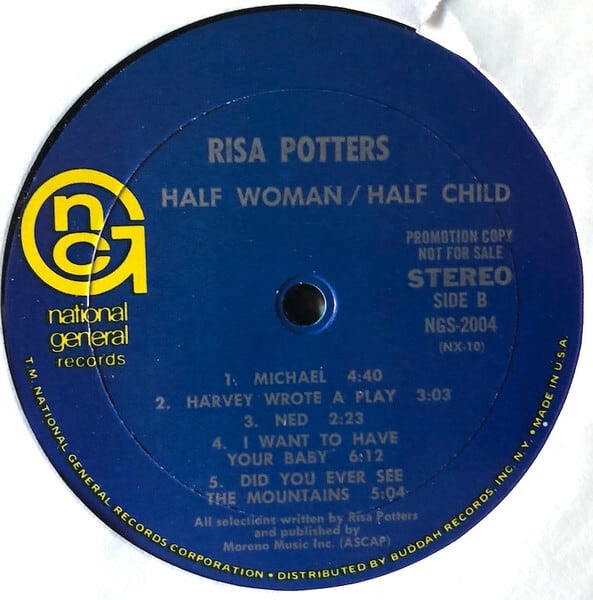 RISA POTTERS
HALF WOMAN / HALF CHILD
nc
G
national
general
records
PROMOTION COPY
NOT FOR SALE
STEREO
SIDE B
NGS-2004
(NX-10)
1. MICHAEL 4:40
2. HARVEY WROTE A PLAY 3:03
3. NED 2:23
4. I WANT TO HAVE
YOUR BABY 6:12
5. DID YOU EVER SEE
THE MOUNTAINS 5:04
All selections written by Risa Potters
and published by
Moreno Music Inc. (ASCAP)
T.M. NATIONAL GENERAL RECORDS CORPORATION • DISTRIBUTED BY BUDDAH RECORDS, INC. N.Y. • MADE IN U.S.A.